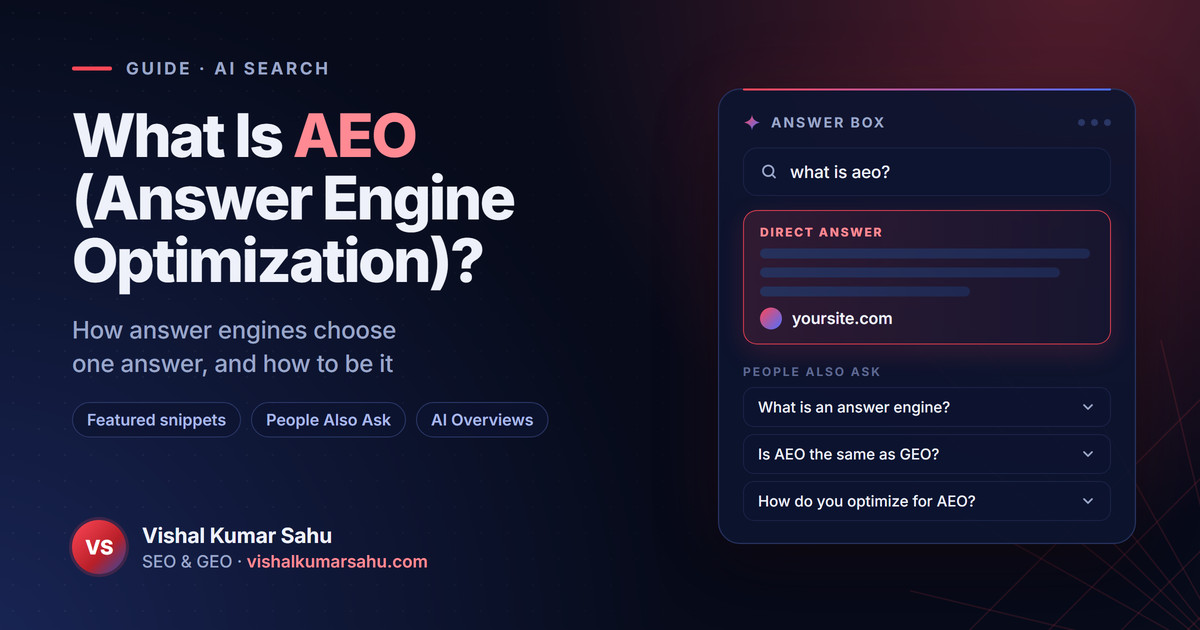 GUIDE · AI SEARCH
What Is AEO
(Answer Engine
Optimization)?
How answer engines choose
one answer, and how to be it
Featured snippets
People Also Ask
AI Overviews
VS
Vishal Kumar Sahu
SEO & GEO · vishalkumarsahu.com
ANSWER BOX
what is aeo?
DIRECT ANSWER
yoursite.com
PEOPLE ALSO ASK
What is an answer engine?
Is AEO the same as GEO?
How do you optimize for AEO?